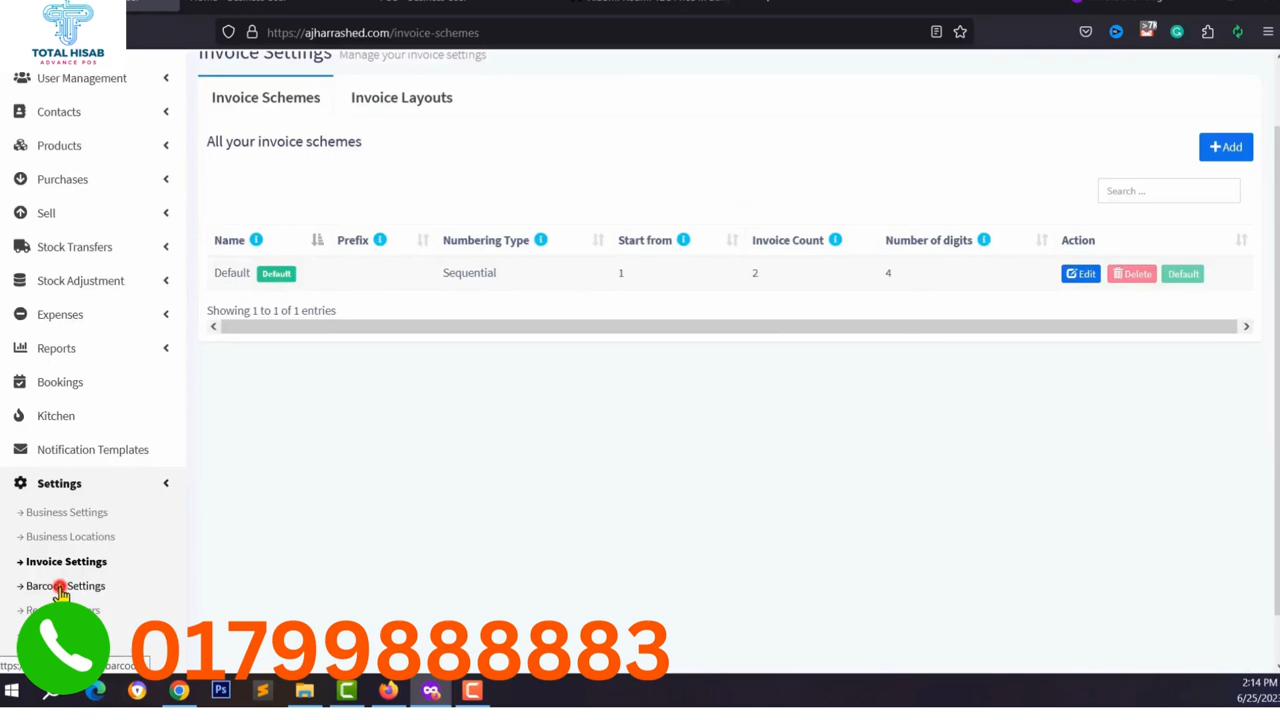 TOTAL HISAB
ADVANCE POS
https://ajharrashed.com/invoice-schemes
>7K
User Management
Contacts
Products
Purchases
Sell
Stock Transfers
Stock Adjustment
Expenses
Reports
Bookings
Kitchen
Notification Templates
Settings
→ Business Settings
→ Business Locations
→ Invoice Settings
→ Barcode Settings
Invoice Settings Manage your invoice settings
Invoice Schemes Invoice Layouts
All your invoice schemes
+ Add
Search ...
Name Prefix Numbering Type Start from Invoice Count Number of digits Action
Default Default Sequential 1 2 4 Edit Delete Default
Showing 1 to 1 of 1 entries
01799888883
Ps
2:14 PM